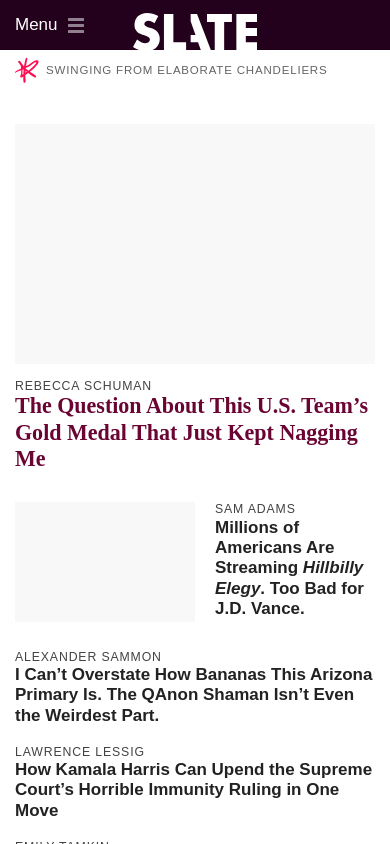 Menu
SLATE
SWINGING FROM ELABORATE CHANDELIERS
REBECCA SCHUMAN
The Question About This U.S. Team’s
Gold Medal That Just Kept Nagging
Me
SAM ADAMS
Millions of
Americans Are
Streaming Hillbilly
Elegy. Too Bad for
J.D. Vance.
ALEXANDER SAMMON
I Can’t Overstate How Bananas This Arizona
Primary Is. The QAnon Shaman Isn’t Even
the Weirdest Part.
LAWRENCE LESSIG
How Kamala Harris Can Upend the Supreme
Court’s Horrible Immunity Ruling in One
Move
EMILY TAMKIN